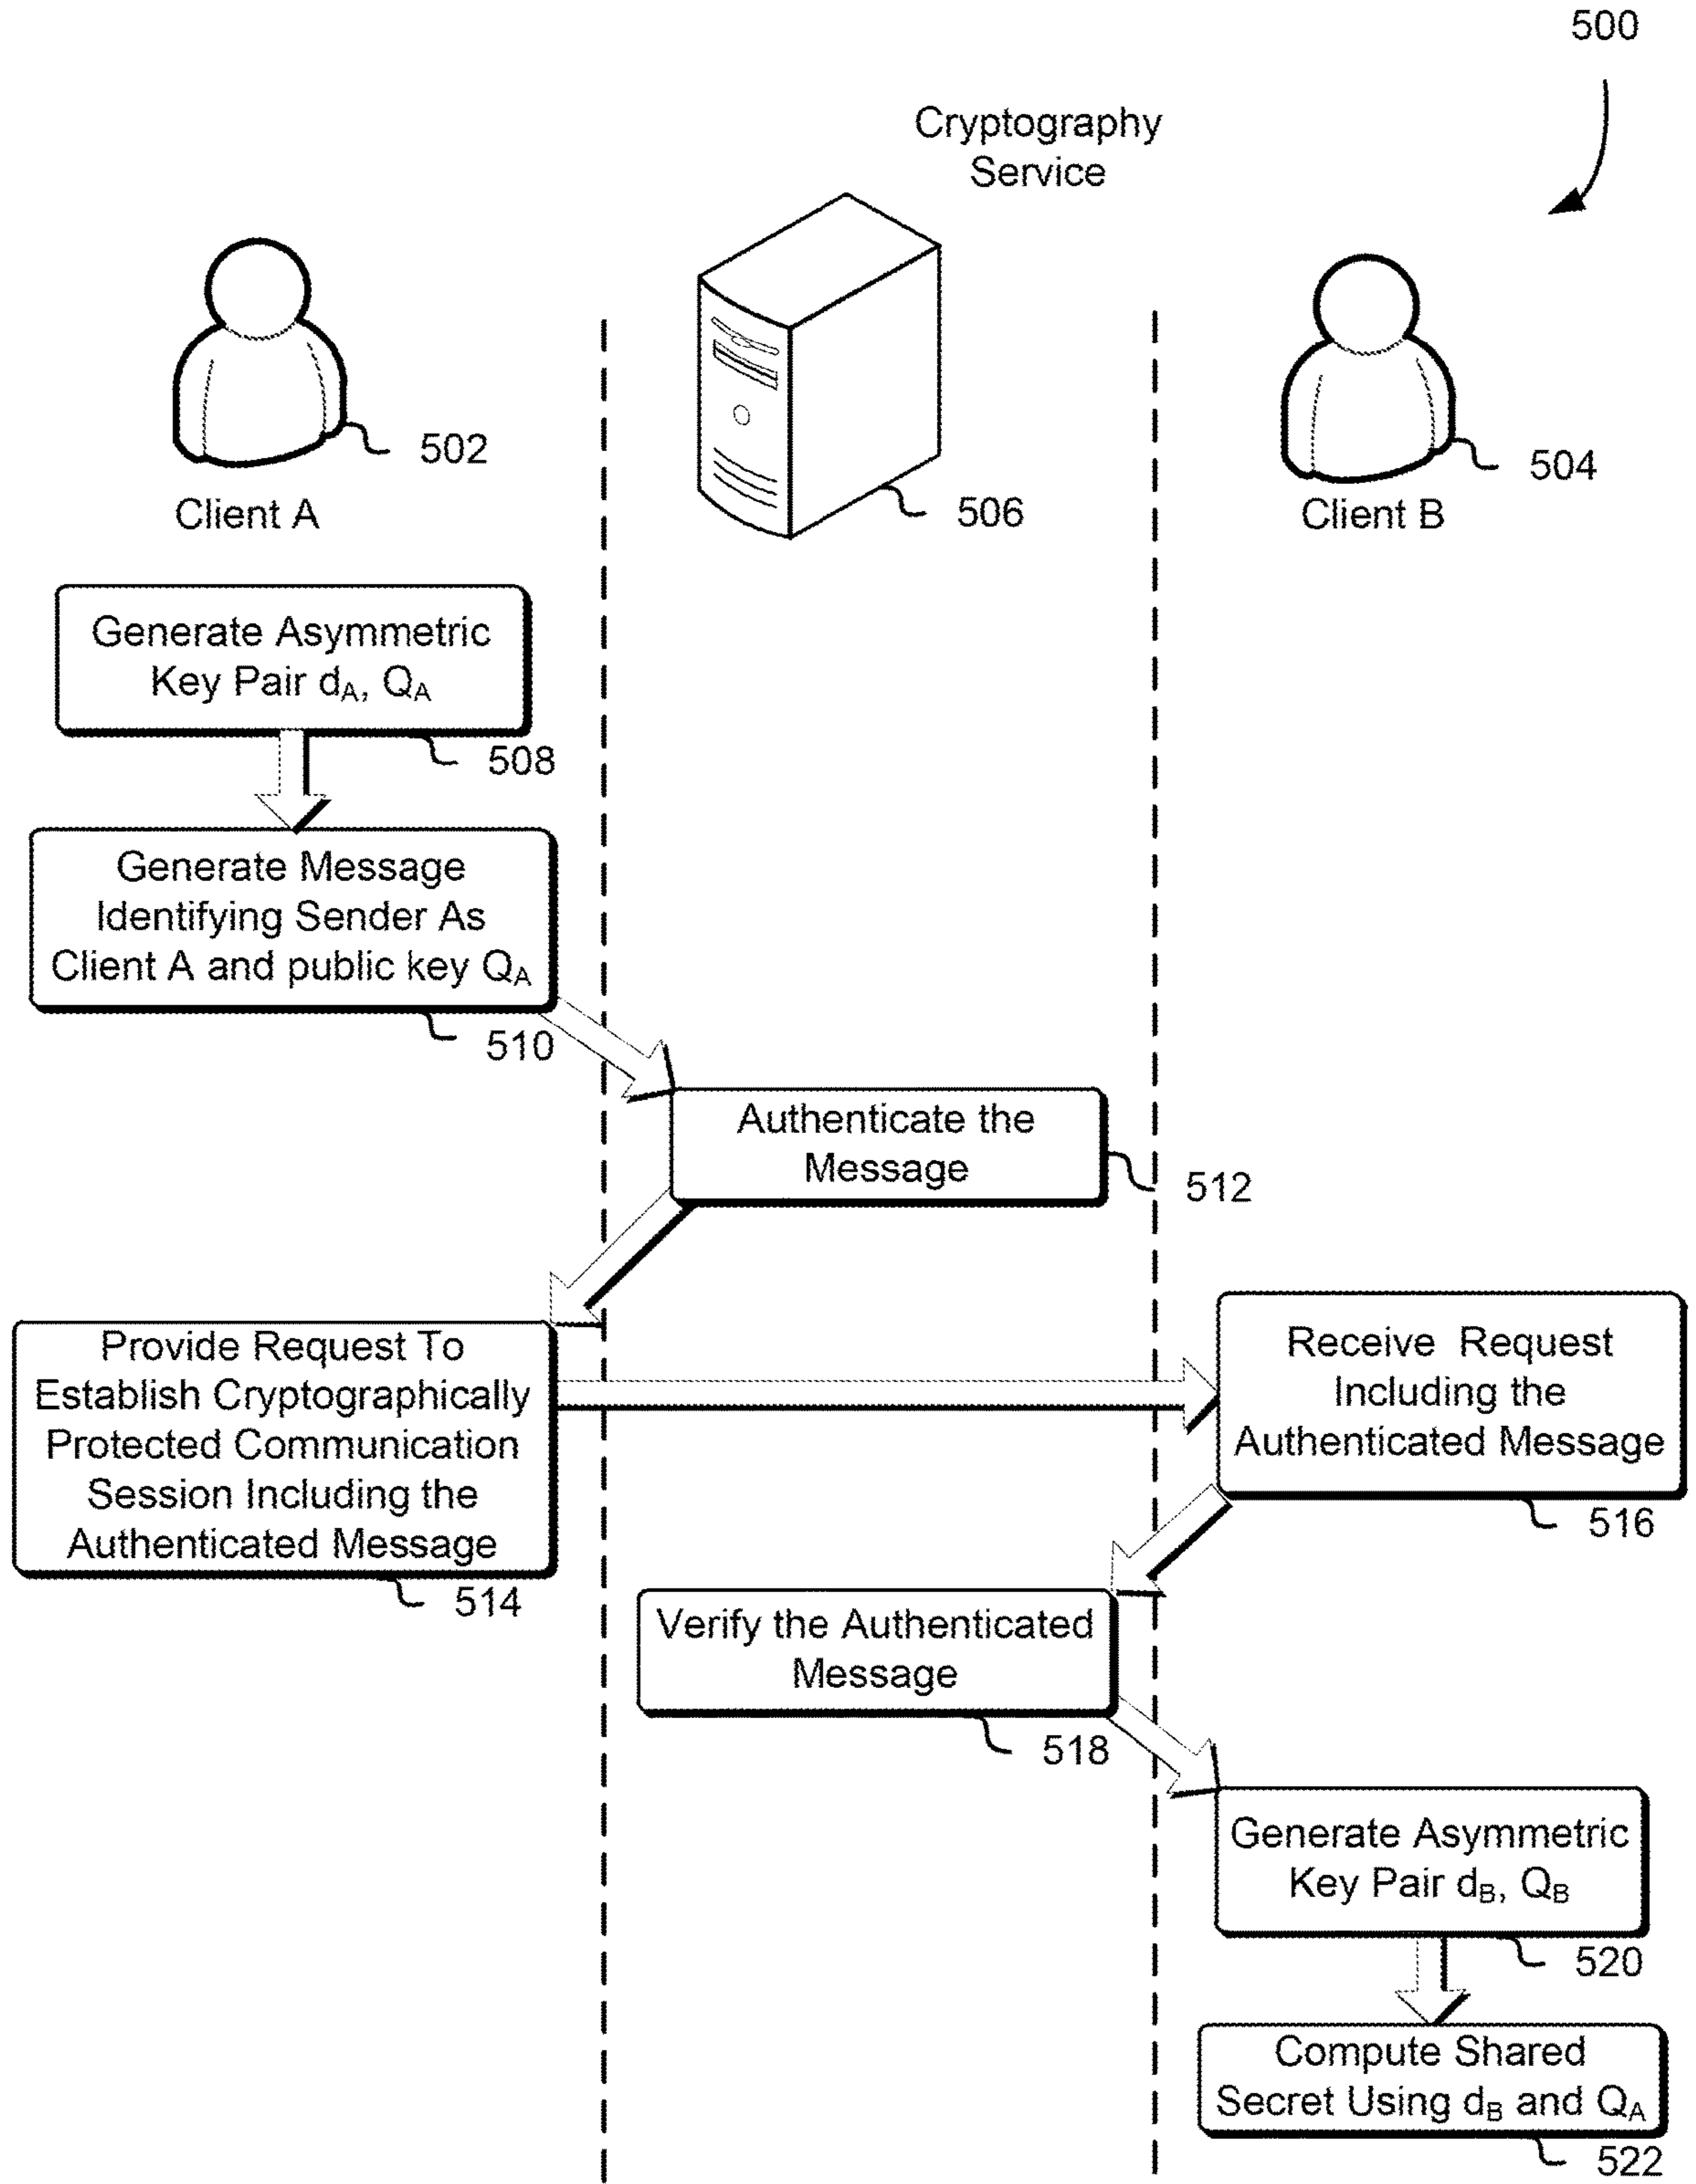 500
Cryptography
Service
502
Client A
506
504
Client B
Generate Asymmetric
Key Pair dA, QA
508
Generate Message
Identifying Sender As
Client A and public key QA
510
Authenticate the
Message
512
Provide Request To
Establish Cryptographically
Protected Communication
Session Including the
Authenticated Message
514
Receive Request
Including the
Authenticated Message
516
Verify the Authenticated
Message
518
Generate Asymmetric
Key Pair dB, QB
520
Compute Shared
Secret Using dB and QA
522